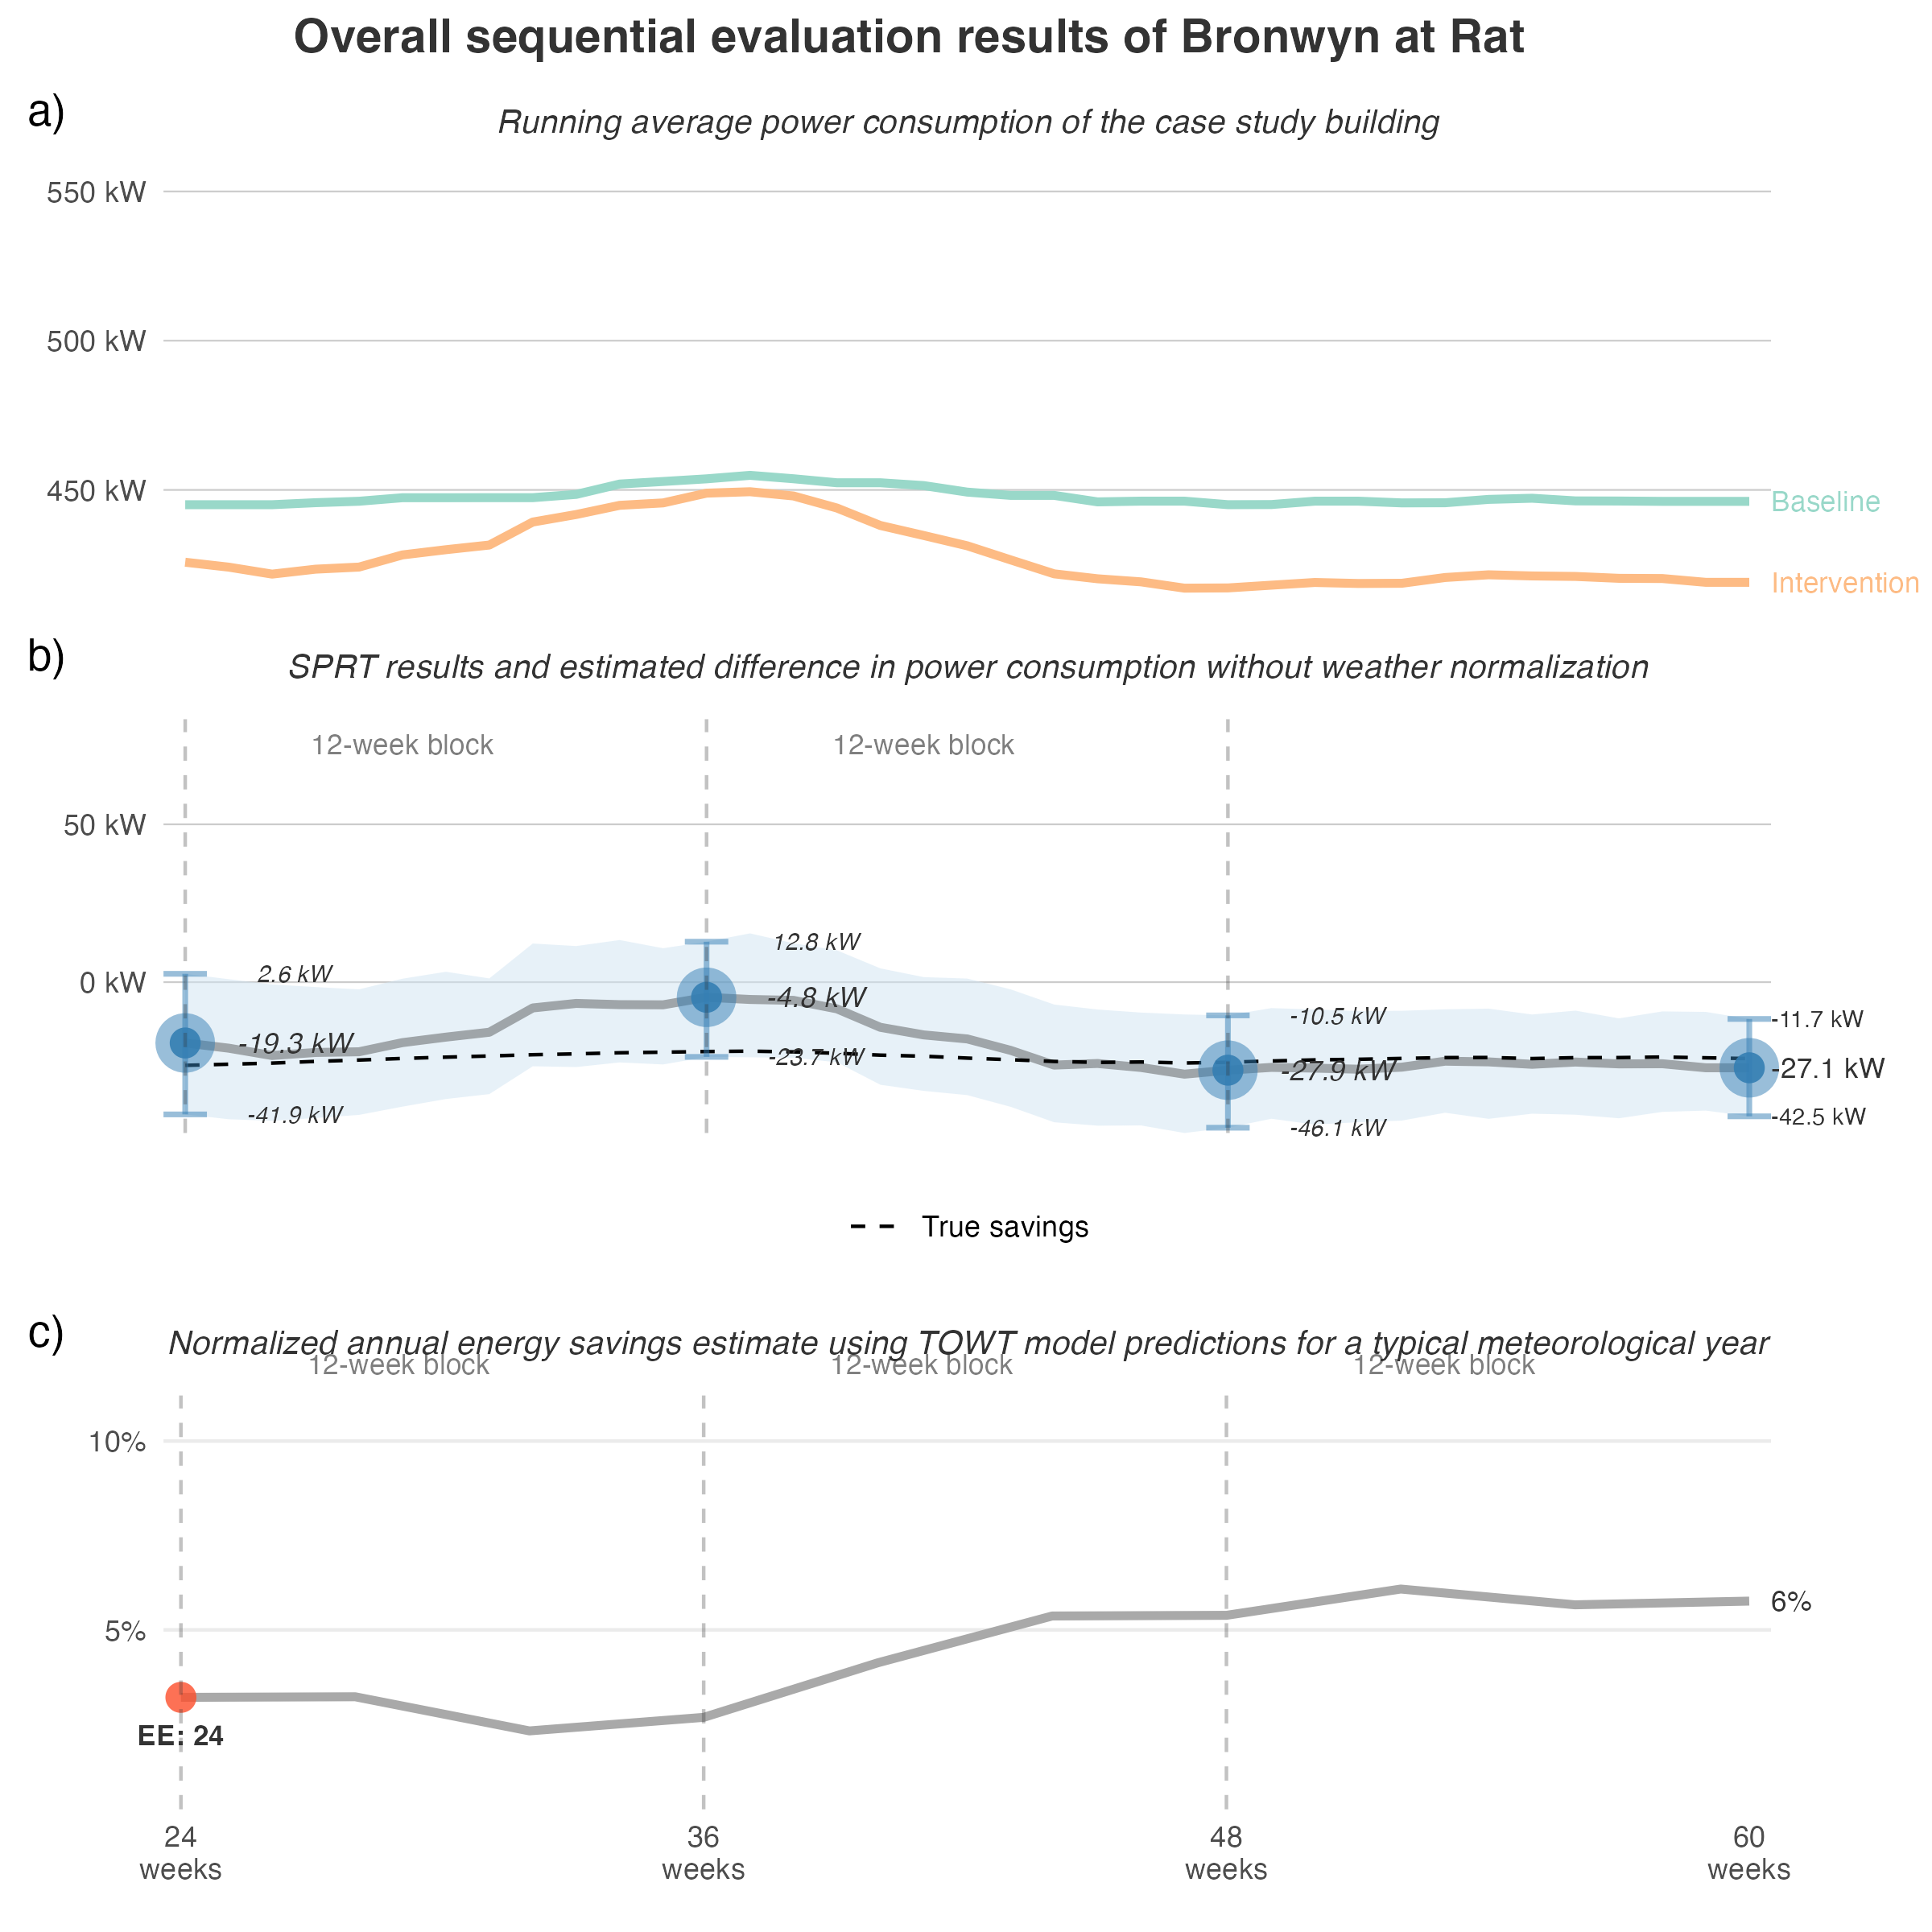 Overall sequential evaluation results of Bronwyn at Rat
a)
Running average power consumption of the case study building
550 kW
500 kW
450 kW
Baseline
Intervention
b)
SPRT results and estimated difference in power consumption without weather normalization
12-week block
12-week block
50 kW
0 kW
2.6 kW
-19.3 kW
-41.9 kW
12.8 kW
-4.8 kW
-23.7 kW
-10.5 kW
-27.9 kW
-46.1 kW
-11.7 kW
-27.1 kW
-42.5 kW
True savings
c)
Normalized annual energy savings estimate using TOWT model predictions for a typical meteorological year
12-week block
12-week block
12-week block
10%
5%
6%
EE: 24
24
weeks
36
weeks
48
weeks
60
weeks